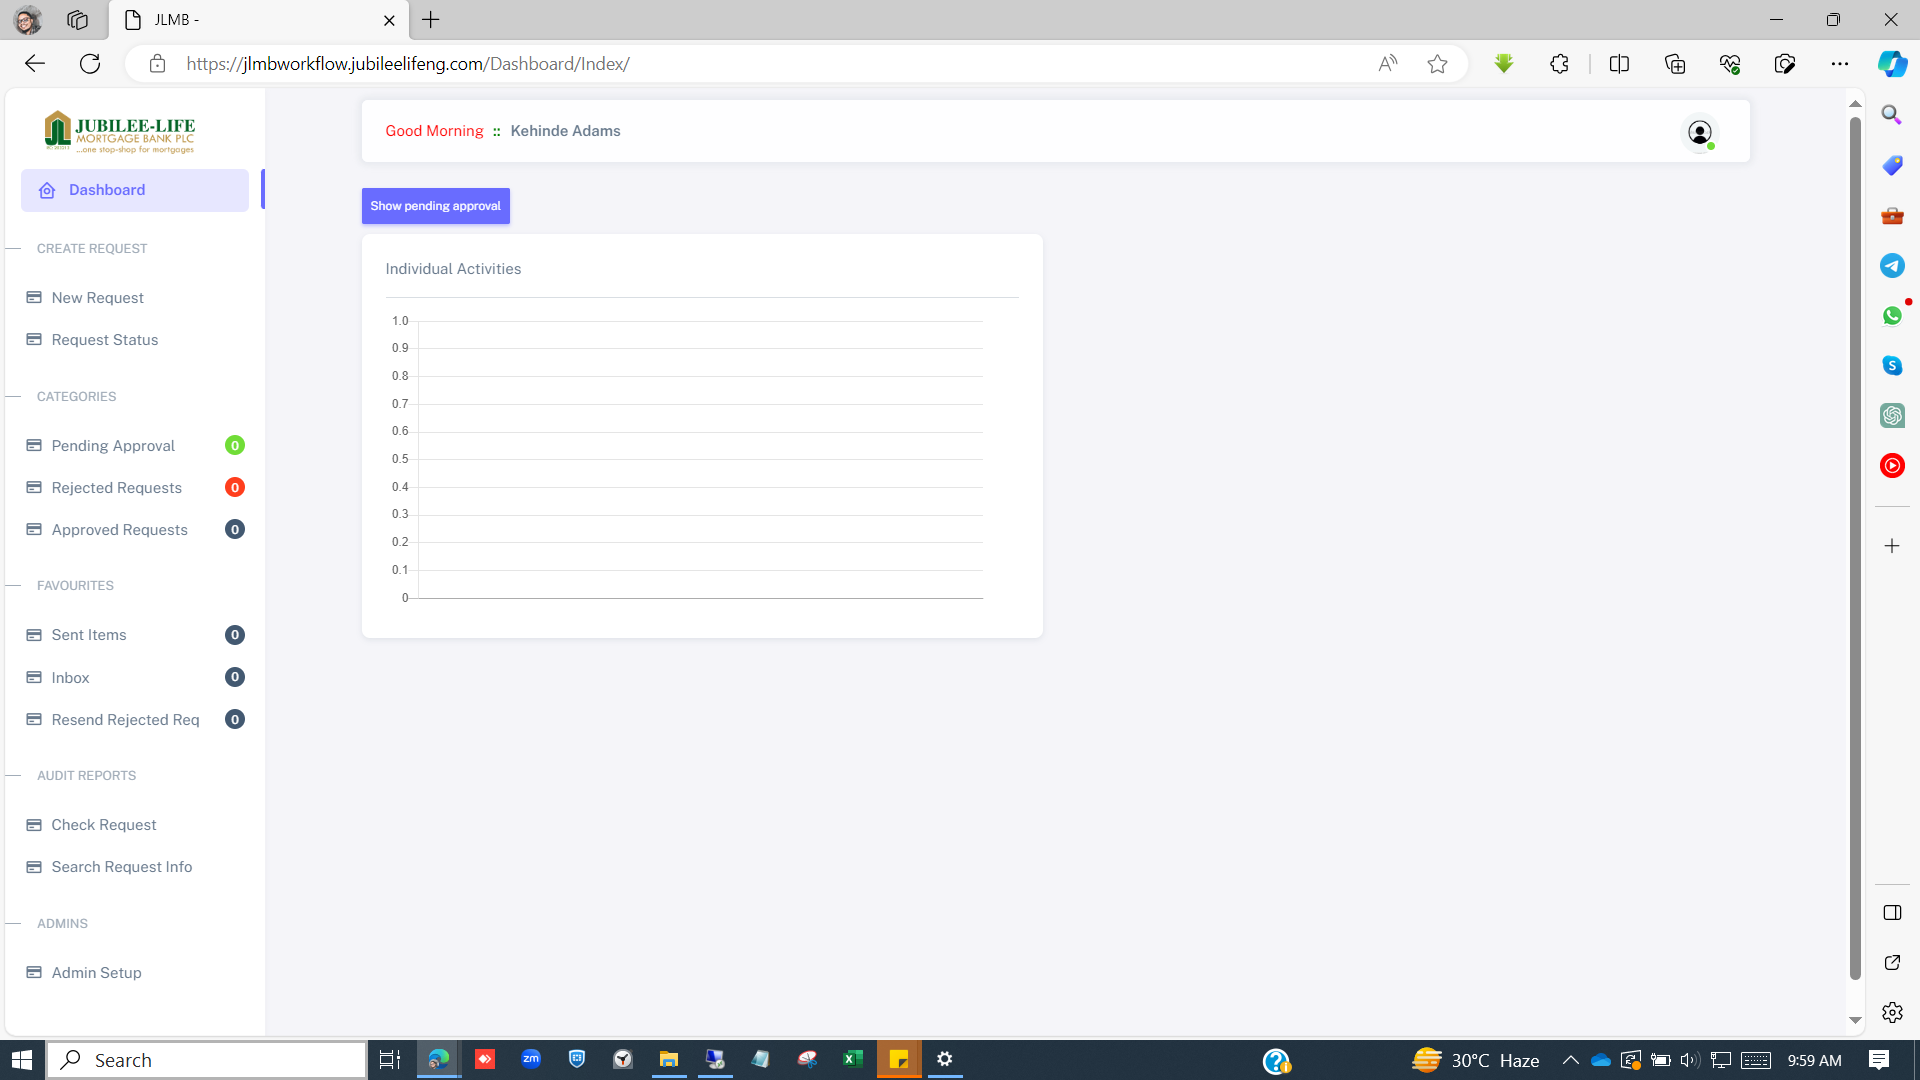 JLMB -
https://jlmbworkflow.jubileelifeng.com/Dashboard/Index/
JUBILEE-LIFE
MORTGAGE BANK PLC
...one stop-shop for mortgages
Good Morning :: Kehinde Adams
Dashboard
Show pending approval
CREATE REQUEST
New Request
Request Status
CATEGORIES
Pending Approval 0
Rejected Requests 0
Approved Requests 0
FAVOURITES
Sent Items 0
Inbox 0
Resend Rejected Req 0
AUDIT REPORTS
Check Request
Search Request Info
ADMINS
Admin Setup
Individual Activities
1.0
0.9
0.8
0.7
0.6
0.5
0.4
0.3
0.2
0.1
0
Search
zm
30°C Haze
9:59 AM